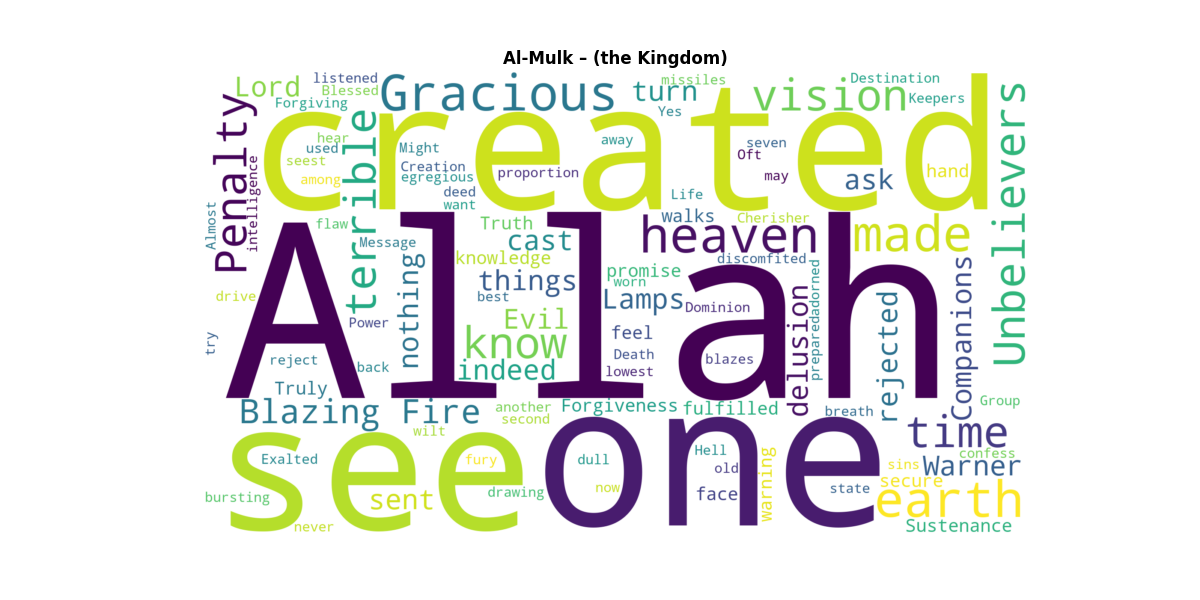 Al-Mulk – (the Kingdom)
listened
missiles
Destination
Lord
Blessed
Gracious
turn
vision
Keepers
Forgiving
Yes
created
Penalty
terrible
Unbelievers
hear
used
Might
away
seven
Oft
seest
Creation
proportion
hand
among
egregious
may
ask
intelligence
deed
Life
want
Almost
flaw
Truth
walks
Cherisher
Allah
Message
cast
heaven
made
knowledge
discomfited
nothing
things
promise
worn
preparedadorned
Companions
drive
best
Lamps
Dominion
delusion
rejected
Power
Evil
feel
try
know
reject
back
indeed
Death
blazes
lowest
Truly
Blazing
Fire
another
second
Forgiveness
fulfilled
breath
Group
wilt
time
see
one
Exalted
fury
dull
Hell
old
warning
confess
sins
Warner
bursting
sent
drawing
now
face
state
secure
earth
never
Sustenance